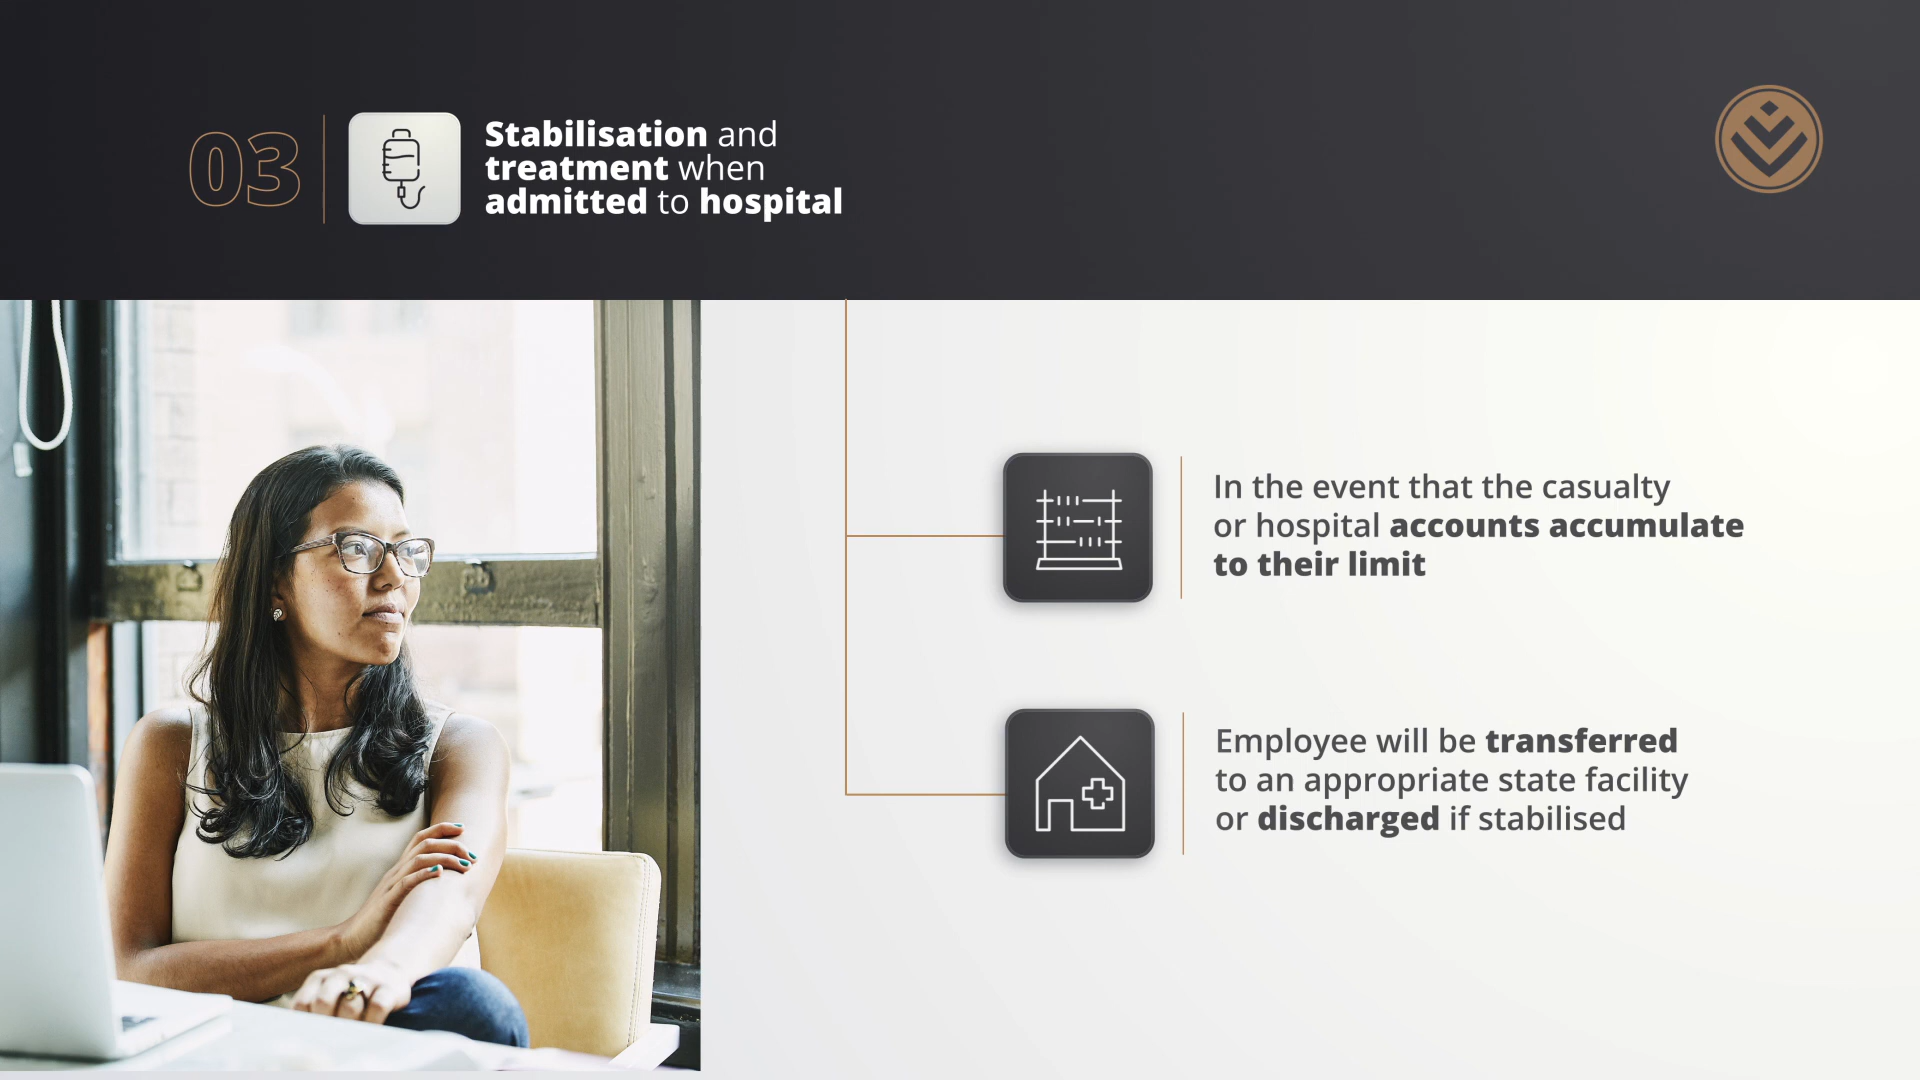 03
Stabilisation and
treatment when
admitted to hospital
In the event that the casualty
or hospital accounts accumulate
to their limit
Employee will be transferred
to an appropriate state facility
or discharged if stabilised